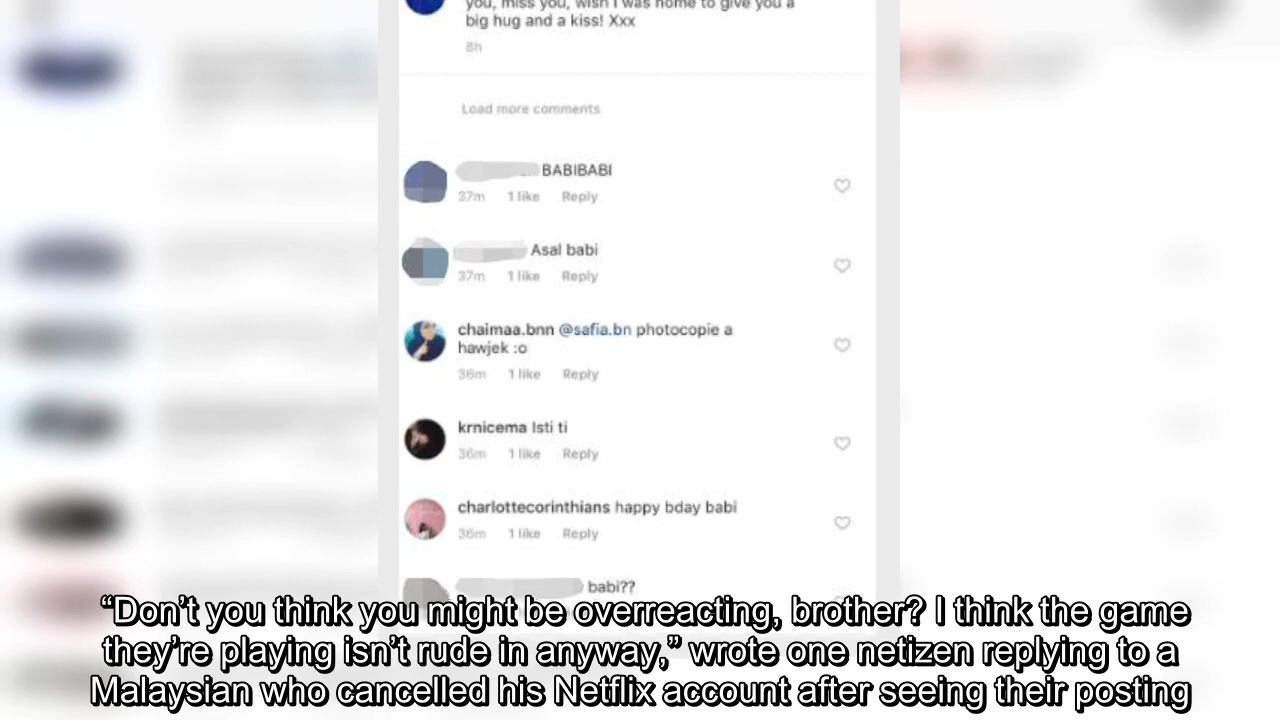 you, miss you, wish I was home to give you a
big hug and a kiss! Xxx
8h
Load more comments
BABIBABI
37m 1 like Reply
Asal babi
37m 1 like Reply
chaimaa.bnn @safia.bn photocopie a
hawjek :o
36m 1 like Reply
krnicema Isti ti
36m 1 like Reply
charlottecorinthians happy bday babi
36m 1 like Reply
babi??
“Don’t you think you might be overreacting, brother? I think the game
they’re playing isn’t rude in anyway,” wrote one netizen replying to a
Malaysian who cancelled his Netflix account after seeing their posting